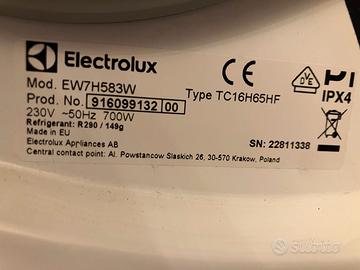 Electrolux
CE
DVE
Mod. EW7H583W
Prod. No. 916099132 00
Type TC16H65HF
IPX4
230V ~50Hz 700W
Refrigerant: R290 / 149g
Made in EU
Electrolux Appliances AB
SN: 22811338
Central contact point: Al. Powstancow Slaskich 26, 30-570 Krakow, Poland
subito